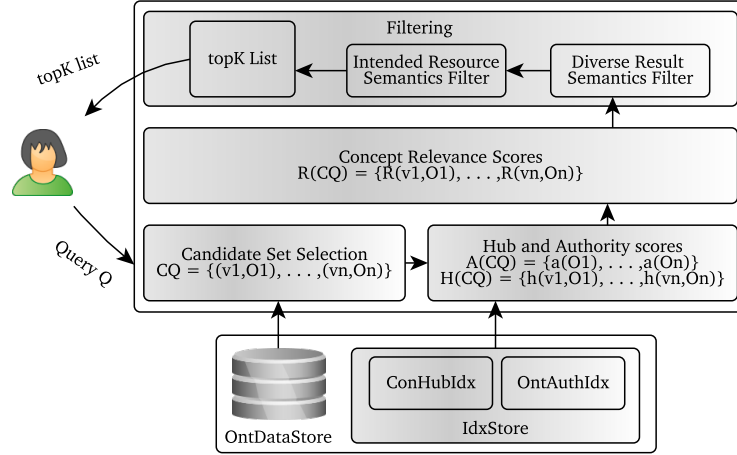 Filtering
topK List
Intended Resource
Semantics Filter
Diverse Result
Semantics Filter
topK list
Concept Relevance Scores
R(CQ) = {R(v1,O1), . . . ,R(vn,On)}
Query Q
Candidate Set Selection
CQ = {(v1,O1), . . . ,(vn,On)}
Hub and Authority scores
A(CQ) = {a(O1), . . . ,a(On)}
H(CQ) = {h(v1,O1), . . . ,h(vn,On)}
ConHubIdx
OntAuthIdx
OntDataStore
IdxStore